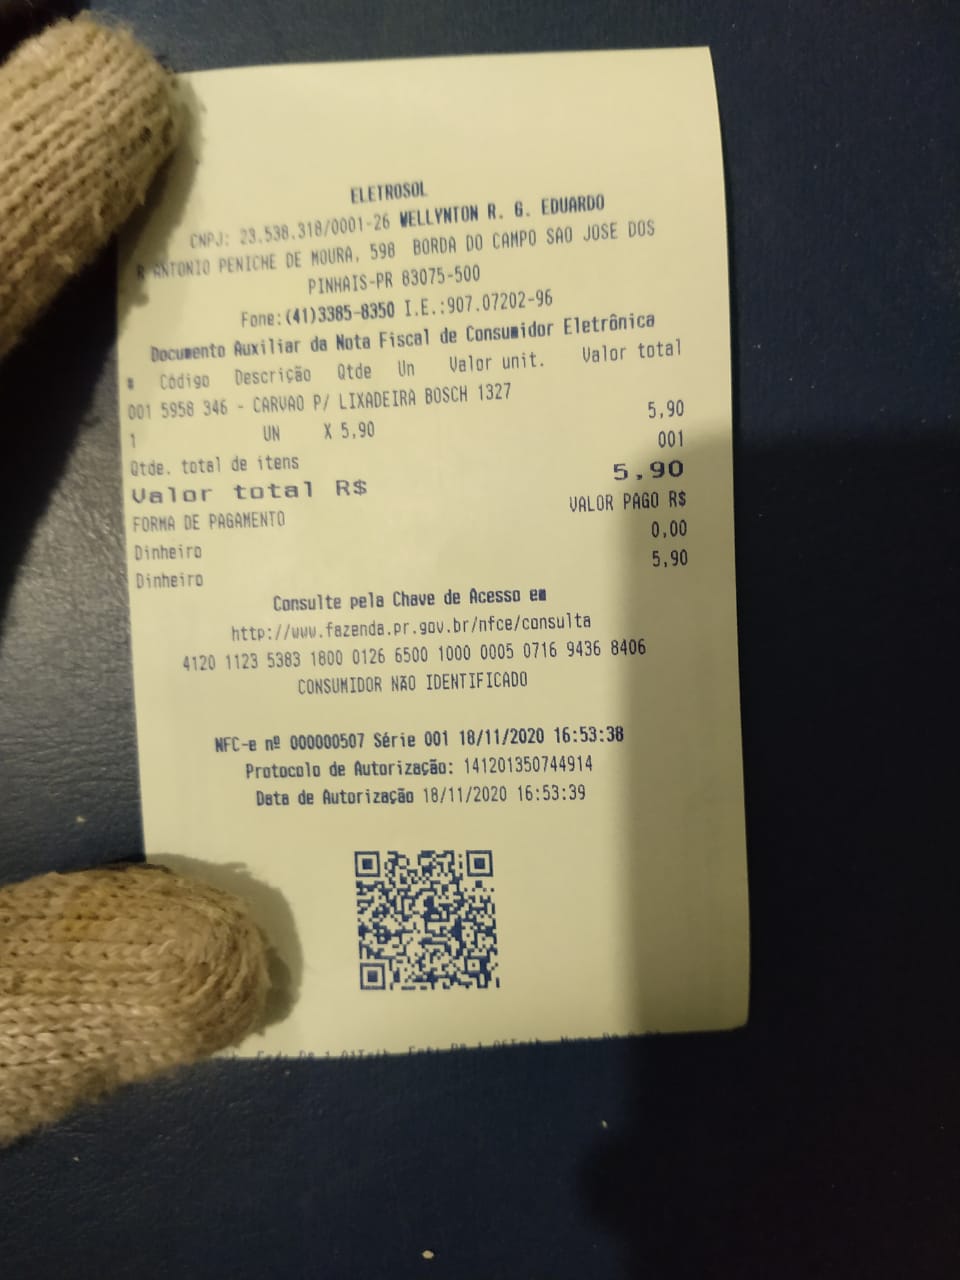 ELETROSOL
CNPJ: 23.538.318/0001-26 WELLYNTON R. G. EDUARDO
R ANTONIO PENICHE DE MOURA, 598 BORDA DO CAMPO SAO JOSE DOS
PINHAIS-PR 83075-500
Fone:(41)3385-8350 I.E.:907.07202-96
Documento Auxiliar da Nota Fiscal de Consumidor Eletrônica
# Código Descrição Qtde Un Valor unit. Valor total
001 5958 346 - CARVAO P/ LIXADEIRA BOSCH 1327
1 UN X 5,90 5,90
Qtde. total de itens 001
Valor total R$ 5,90
FORMA DE PAGAMENTO VALOR PAGO R$
Dinheiro 0,00
Dinheiro 5,90
Consulte pela Chave de Acesso em
http://www.fazenda.pr.gov.br/nfce/consulta
4120 1123 5383 1800 0126 6500 1000 0005 0716 9436 8406
CONSUMIDOR NÃO IDENTIFICADO
NFC-e nº 000000507 Série 001 18/11/2020 16:53:38
Protocolo de Autorização: 141201350744914
Data de Autorização 18/11/2020 16:53:39